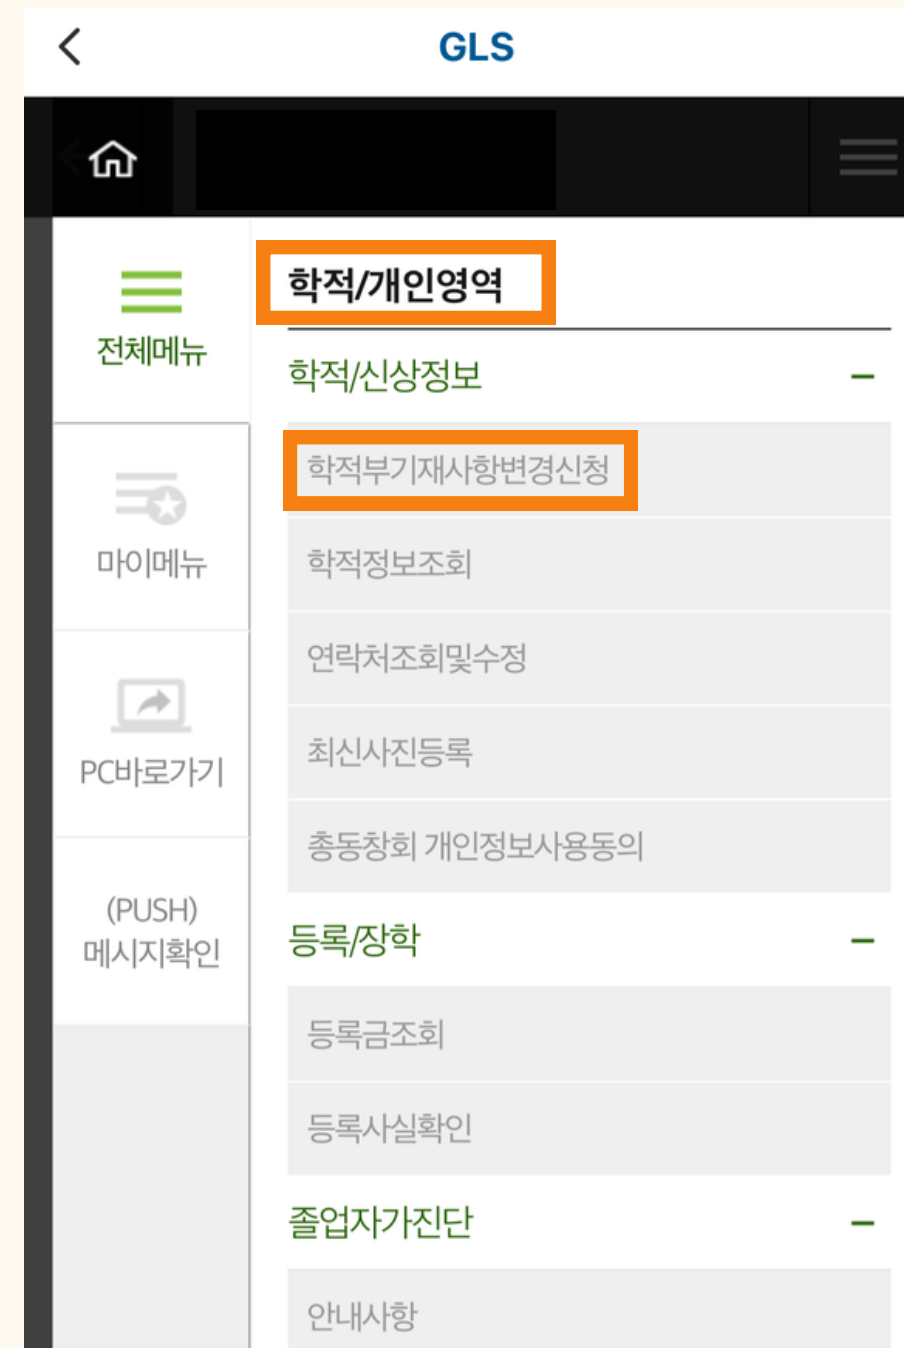 GLS
전체메뉴
마이메뉴
PC바로가기
(PUSH)
메시지확인
학적/개인영역
학적/신상정보
학적부기재사항변경신청
학적정보조회
연락처조회및수정
최신사진등록
총동창회 개인정보사용동의
등록/장학
등록금조회
등록사실확인
졸업자가진단
안내사항